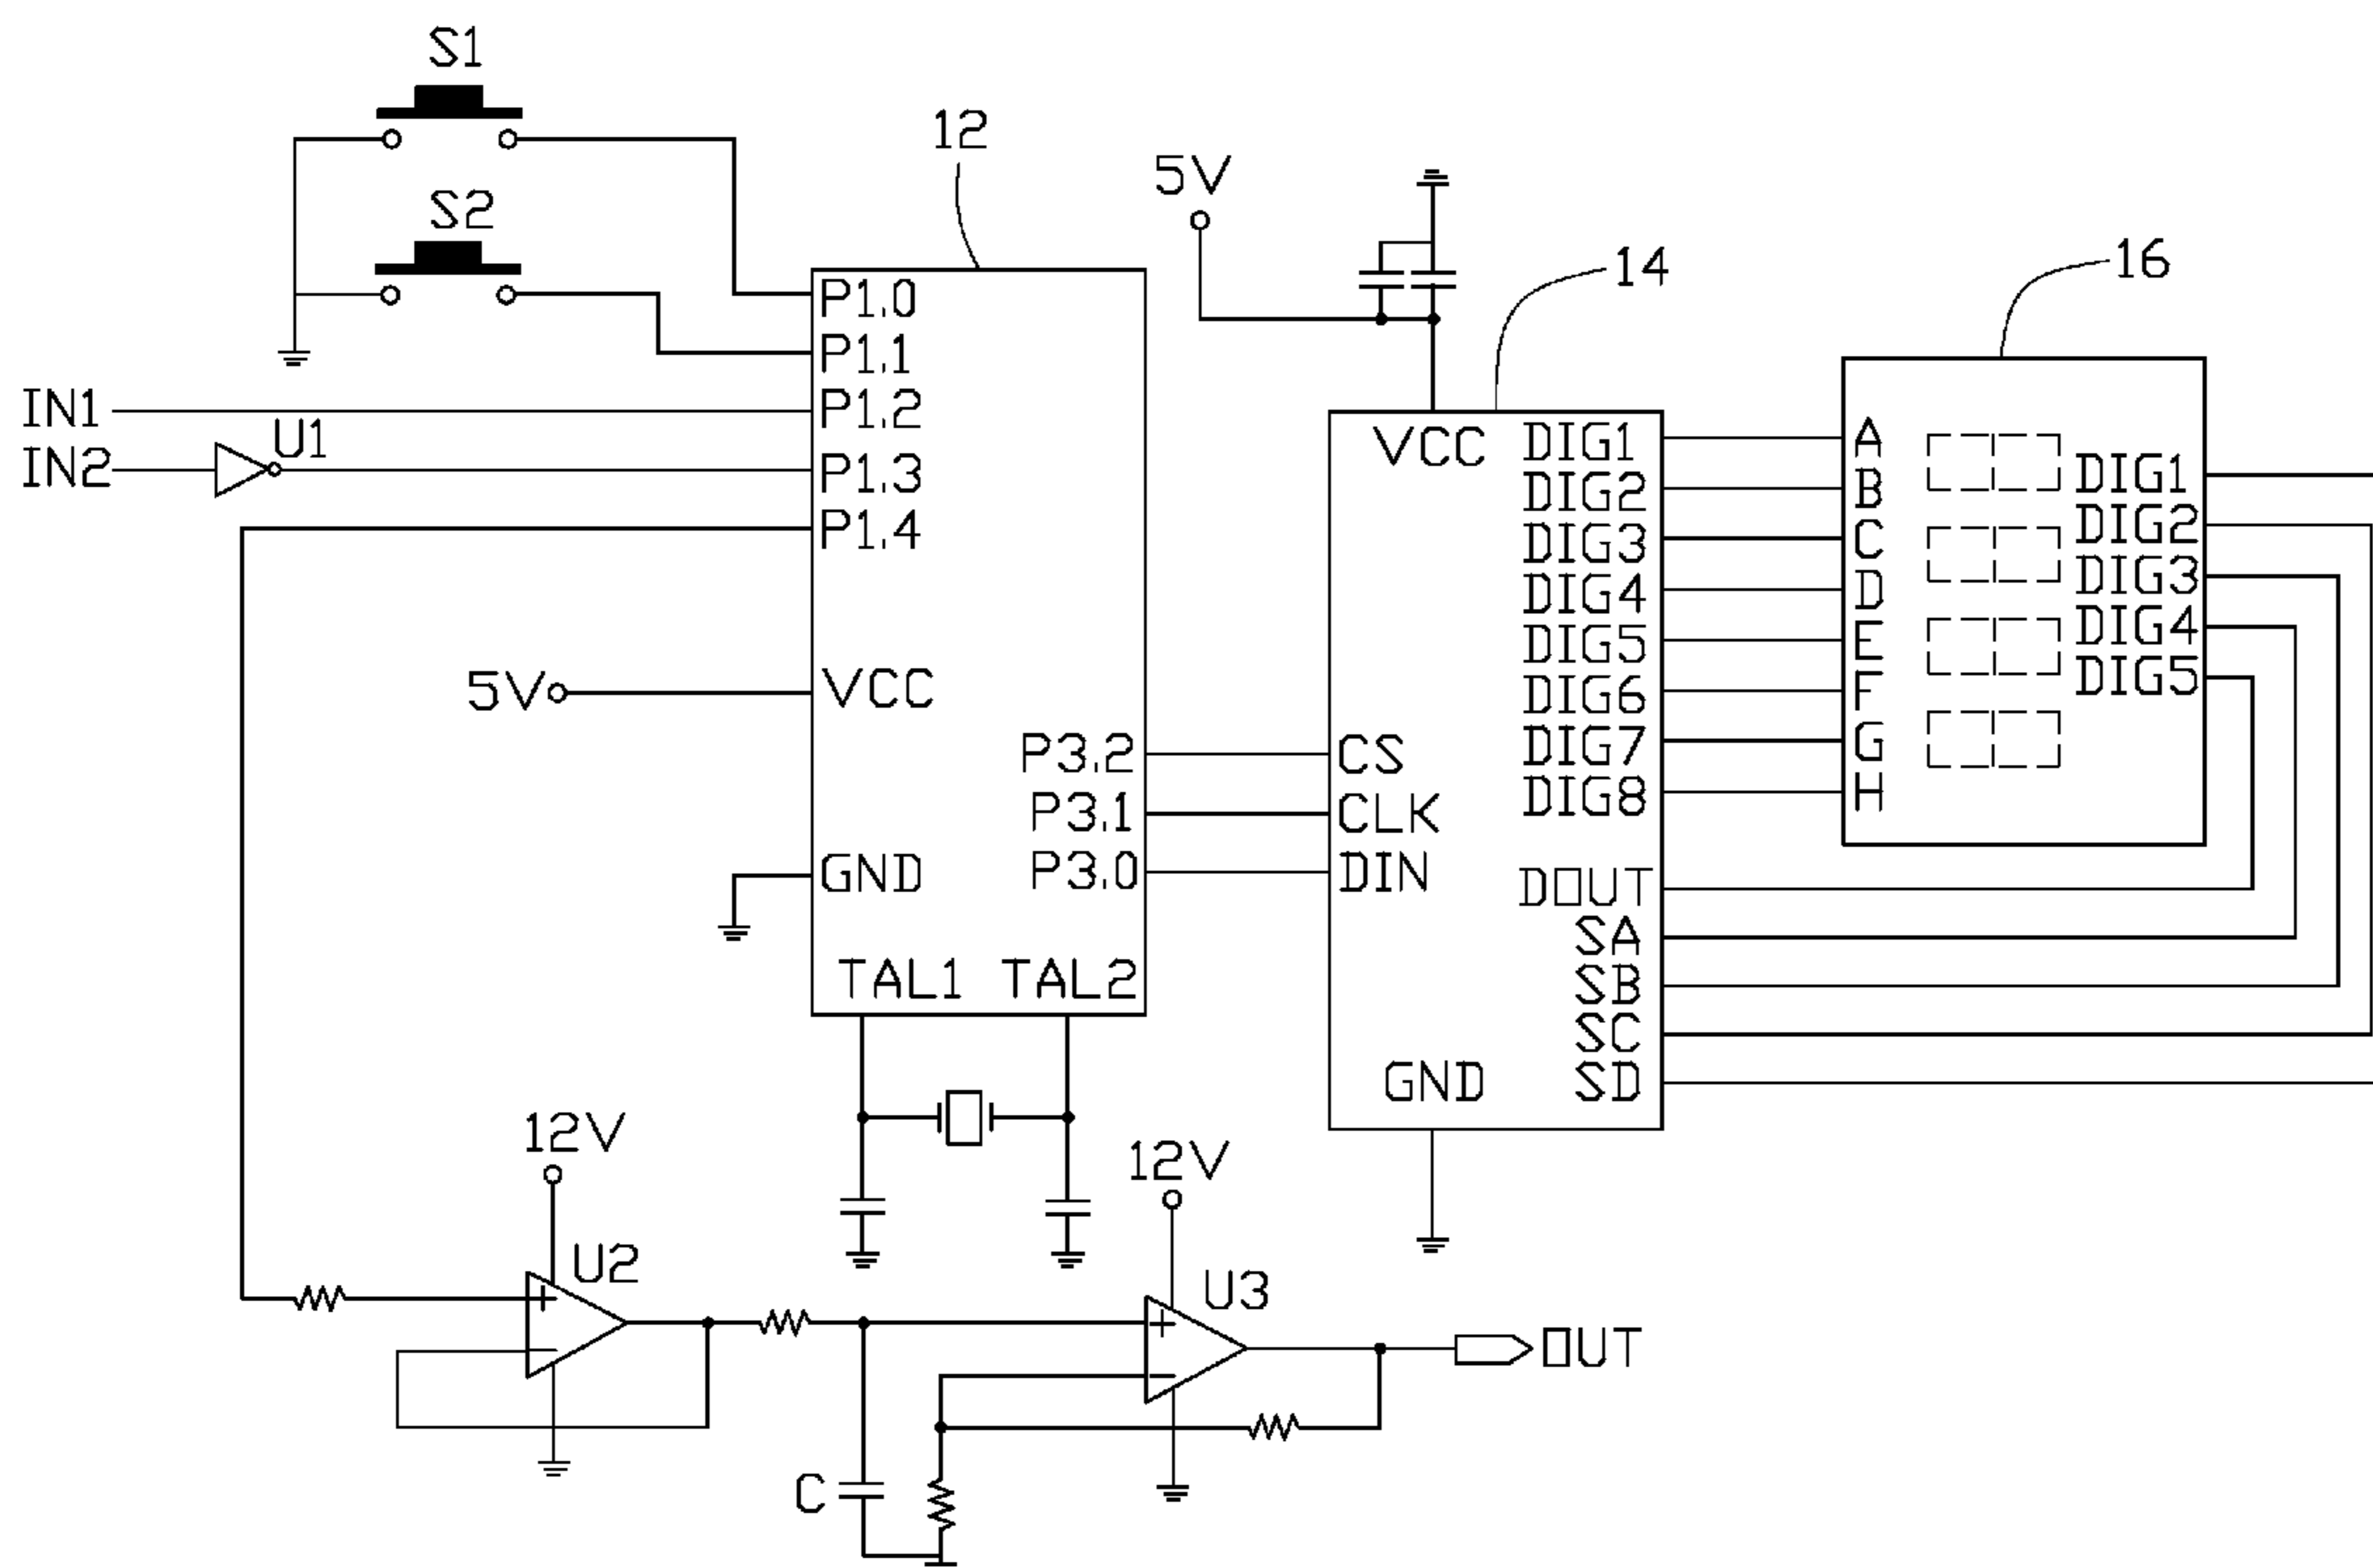 S1
12
S2
5V
14
16
P1.0
P1.1
IN1
P1.2
U1
IN2
P1.3
P1.4
VCC
DIG1
DIG2
DIG3
DIG4
DIG5
DIG6
DIG7
DIG8
A
B
C
D
E
F
G
H
DIG1
DIG2
DIG3
DIG4
DIG5
5V
VCC
P3.2
CS
P3.1
CLK
GND
P3.0
DIN
DOUT
SA
SB
SC
SD
TAL1
TAL2
GND
12V
12V
U2
+
−
U3
+
−
OUT
C